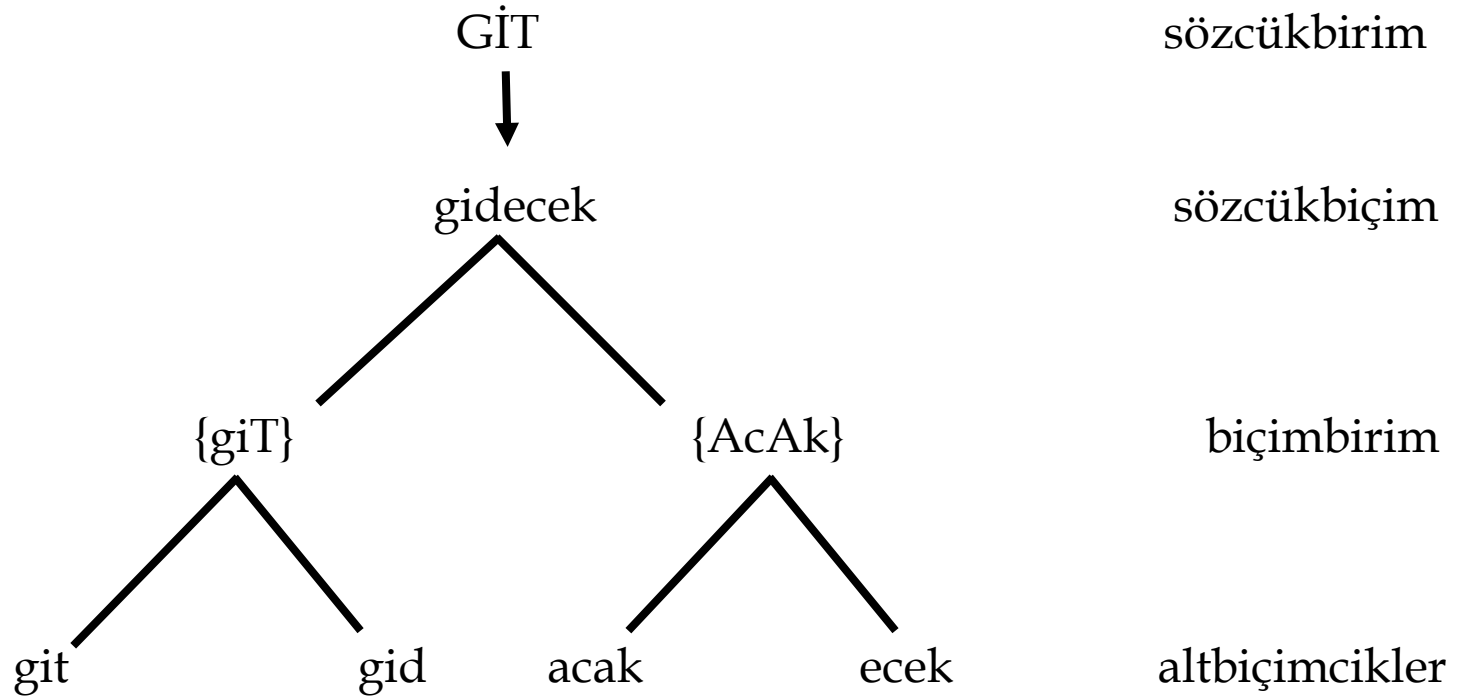 GİT sözcükbirim
gidecek sözcükbiçim
{giT} {AcAk} biçimbirim
git gid acak ecek altbiçimcikler